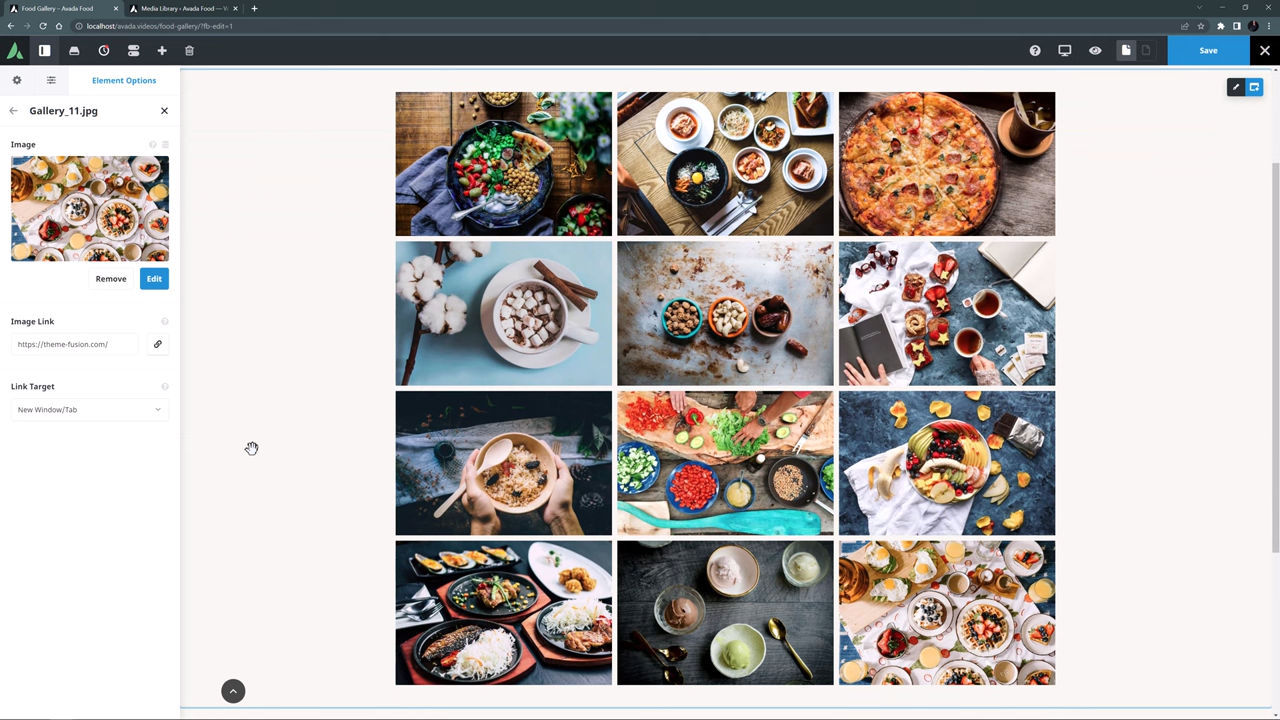 Food Gallery – Avada Food
Media Library ‹ Avada Food — V
localhost/avada.videos/food-gallery/?fb-edit=1
Save
Element Options
Gallery_11.jpg
Image
Remove
Edit
Image Link
https://theme-fusion.com/
Link Target
New Window/Tab